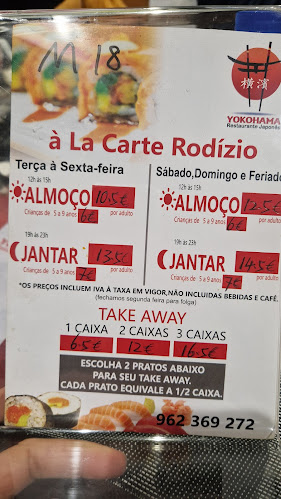 M 18
横濱
YOKOHAMA
Restaurante Japonês
à La Carte Rodízio
Terça à Sexta-feira
12h às 15h
ALMOÇO 10.5€
Crianças de 5 a 9 anos 6€ por adulto
19h às 23h
JANTAR 13.5€
Crianças de 5 a 9 anos 7€ por adulto
Sábado,Domingo e Feriado
12h às 15h
ALMOÇO 12.5€
Crianças de 5 a 9 anos 6€ por adulto
19h às 23h
JANTAR 14.5€
Crianças de 5 a 9 anos 7€ por adulto
*OS PREÇOS INCLUEM IVA À TAXA EM VIGOR,NÃO INCLUIDAS BEBIDAS E CAFÉ.
(fechamos segunda feira para folga)
TAKE AWAY
1 CAIXA 2 CAIXAS 3 CAIXAS
6.5€ 12€ 16.5€
ESCOLHA 2 PRATOS ABAIXO
PARA SEU TAKE AWAY.
CADA PRATO EQUIVALE A 1/2 CAIXA.
962 369 272